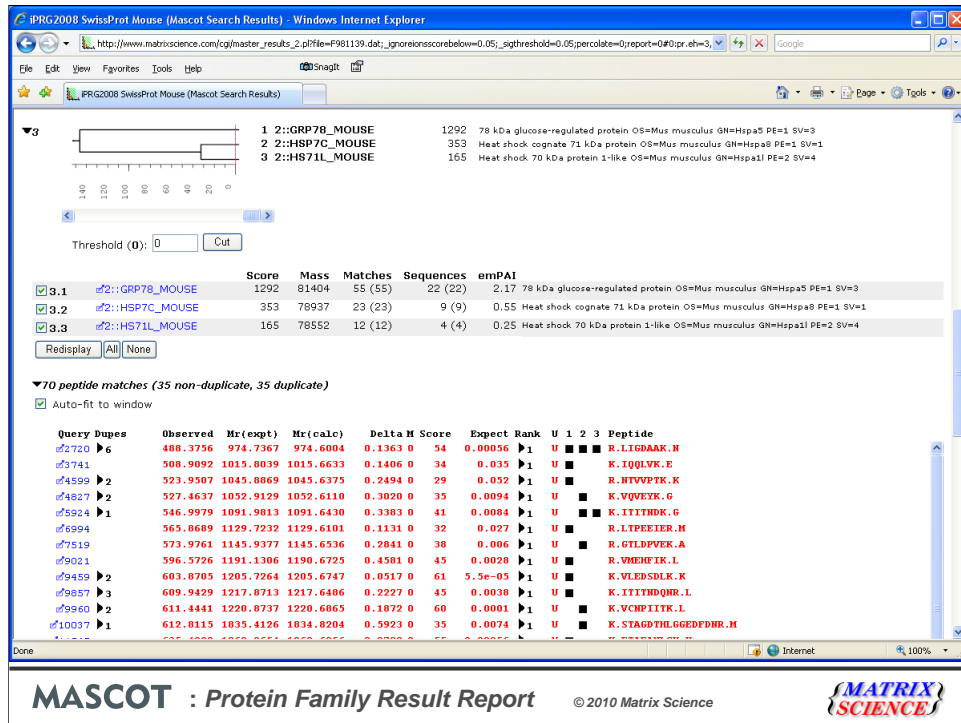 iPRG2008 SwissProt Mouse (Mascot Search Results) - Windows Internet Explorer
http://www.matrixscience.com/cgi/master_results_2.pl?file=F981139.dat;_ignoreionsscorebelow=0.05;_sigthreshold=0.05;percolate=0;report=0#0:pr.eh=3,
Google
File Edit View Favorites Tools Help SnagIt
iPRG2008 SwissProt Mouse (Mascot Search Results)
Page Tools
3
1 2::GRP78_MOUSE 1292 78 kDa glucose-regulated protein OS=Mus musculus GN=Hspa5 PE=1 SV=3
2 2::HSP7C_MOUSE 353 Heat shock cognate 71 kDa protein OS=Mus musculus GN=Hspa8 PE=1 SV=1
3 2::HS71L_MOUSE 165 Heat shock 70 kDa protein 1-like OS=Mus musculus GN=Hspa1l PE=2 SV=4
140 120 100 80 60 40 20 0
Threshold (0): 0 Cut
Score Mass Matches Sequences emPAI
3.1 2::GRP78_MOUSE 1292 81404 55 (55) 22 (22) 2.17 78 kDa glucose-regulated protein OS=Mus musculus GN=Hspa5 PE=1 SV=3
3.2 2::HSP7C_MOUSE 353 78937 23 (23) 9 (9) 0.55 Heat shock cognate 71 kDa protein OS=Mus musculus GN=Hspa8 PE=1 SV=1
3.3 2::HS71L_MOUSE 165 78552 12 (12) 4 (4) 0.25 Heat shock 70 kDa protein 1-like OS=Mus musculus GN=Hspa1l PE=2 SV=4
Redisplay All None
70 peptide matches (35 non-duplicate, 35 duplicate)
Auto-fit to window
Query Dupes Observed Mr(expt) Mr(calc) Delta M Score Expect Rank U 1 2 3 Peptide
2720 6 488.3756 974.7367 974.6004 0.1363 0 54 0.00056 1 U R.LIGDAAK.N
3741 508.9092 1015.8039 1015.6633 0.1406 0 34 0.035 1 U K.IQQLVK.E
4599 2 523.9507 1045.8869 1045.6375 0.2494 0 29 0.052 1 U R.NTVVPTK.K
4827 2 527.4637 1052.9129 1052.6110 0.3020 0 35 0.0094 1 U K.VQVEYK.G
5924 1 546.9979 1091.9813 1091.6430 0.3383 0 41 0.0084 1 U K.ITITNDK.G
6994 565.8689 1129.7232 1129.6101 0.1131 0 32 0.027 1 U R.LTPEEIER.M
7519 573.9761 1145.9377 1145.6536 0.2841 0 38 0.006 1 U R.GTLDPVEK.A
9021 596.5726 1191.1306 1190.6725 0.4581 0 45 0.0028 1 U R.VMEHFIK.L
9459 2 603.8705 1205.7264 1205.6747 0.0517 0 61 5.5e-05 1 U K.VLEDSDLK.K
9857 3 609.9429 1217.8713 1217.6486 0.2227 0 45 0.0038 1 U K.ITITNDQNR.L
9960 2 611.4441 1220.8737 1220.6865 0.1872 0 60 0.0001 1 U K.VCNPIITK.L
10037 1 612.8115 1835.4126 1834.8204 0.5923 0 35 0.0074 1 U K.STAGDTHLGGEDFDNR.M
Done Internet 100%
MASCOT : Protein Family Result Report © 2010 Matrix Science
MATRIX
SCIENCE